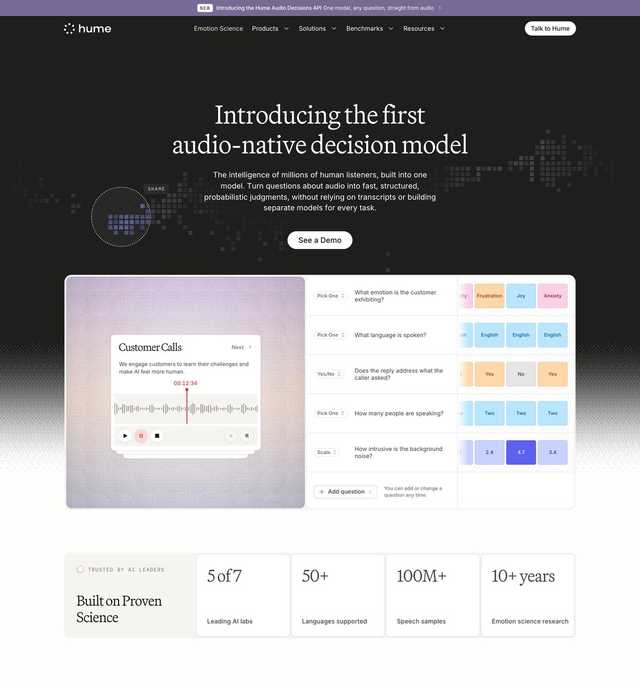 NEW Introducing the Hume Audio Decisions API One model, any question, straight from audio
hume
Emotion Science Products Solutions Benchmarks Resources
Talk to Hume
Introducing the first
audio-native decision model
The intelligence of millions of human listeners, built into one
model. Turn questions about audio into fast, structured,
probabilistic judgments, without relying on transcripts or building
separate models for every task.
SHARE
See a Demo
Customer Calls
Next
We engage customers to learn their challenges and
make AI feel more human.
00:12:34
Pick One
What emotion is the customer
exhibiting?
Frustration Joy Anxiety
Pick One
What language is spoken?
English English English
Yes/No
Does the reply address what the
caller asked?
Yes No Yes
Pick One
How many people are speaking?
Two Two Two
Scale
How intrusive is the background
noise?
4.7
+ Add question
You can add or change a
question any time.
TRUSTED BY AI LEADERS
Built on Proven
Science
5 of 7
Leading AI labs
50+
Languages supported
100M+
Speech samples
10+ years
Emotion science research